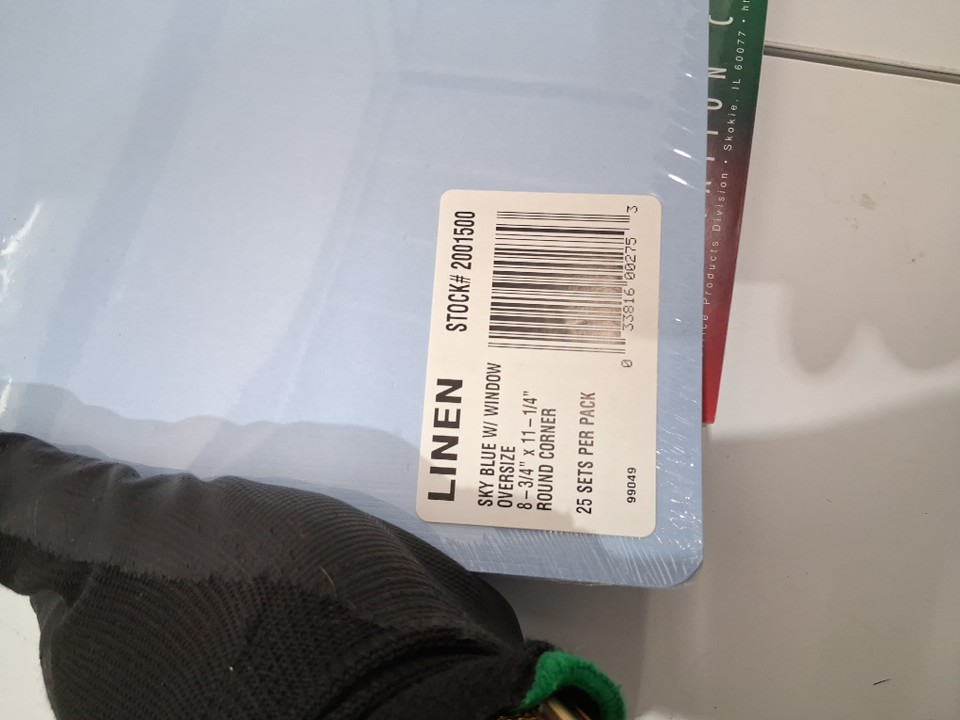 LINEN
STOCK# 2001500
SKY BLUE W/ WINDOW
OVERSIZE
8-3/4" x 11-1/4"
ROUND CORNER
25 SETS PER PACK
99049
0 33816 00275 3
Products Division • Skokie, IL 60077 •